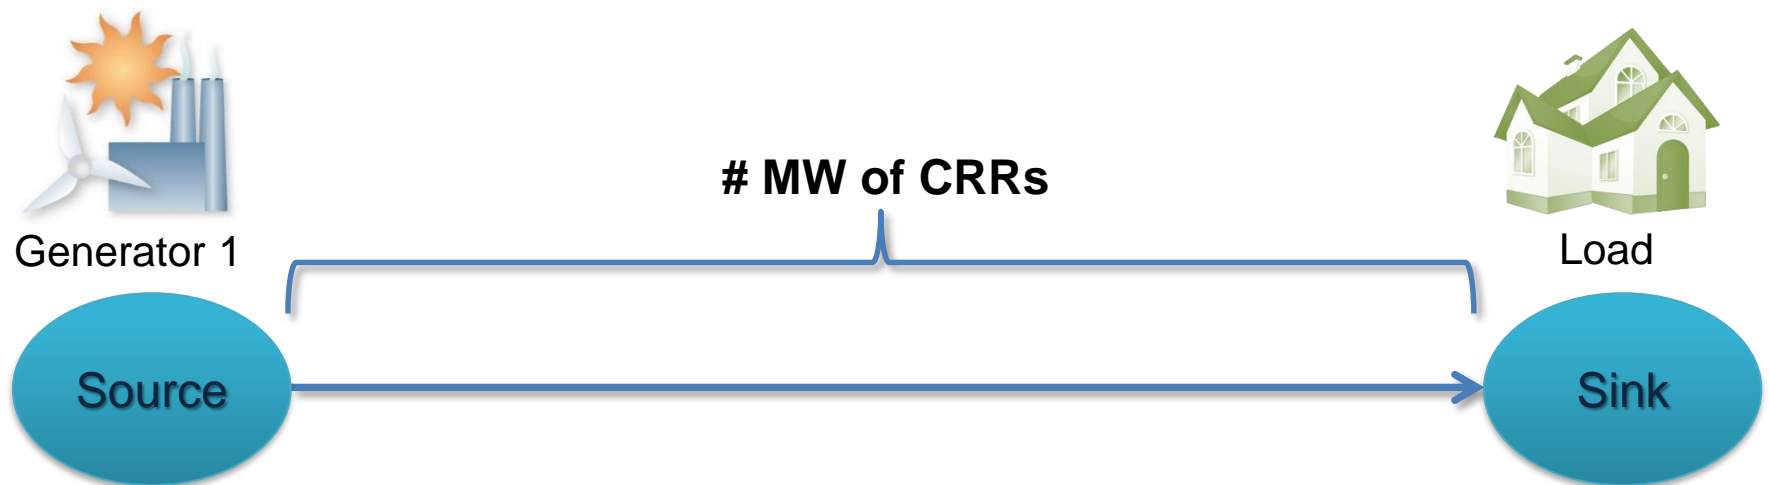 # MW of CRRs
Generator 1
Load
Source
Sink